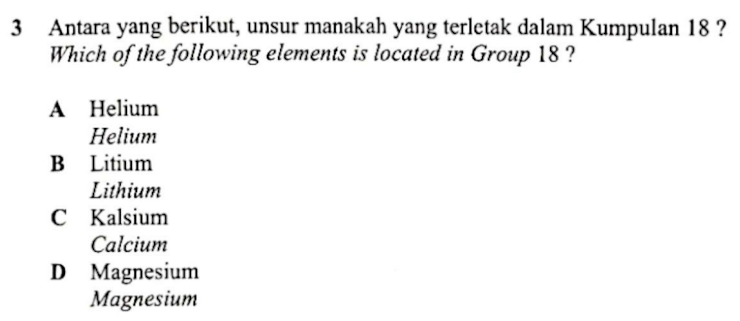 3 Antara yang berikut, unsur manakah yang terletak dalam Kumpulan 18 ?
Which of the following elements is located in Group 18 ?
A Helium
Helium
B Litium
Lithium
C Kalsium
Calcium
D Magnesium
Magnesium